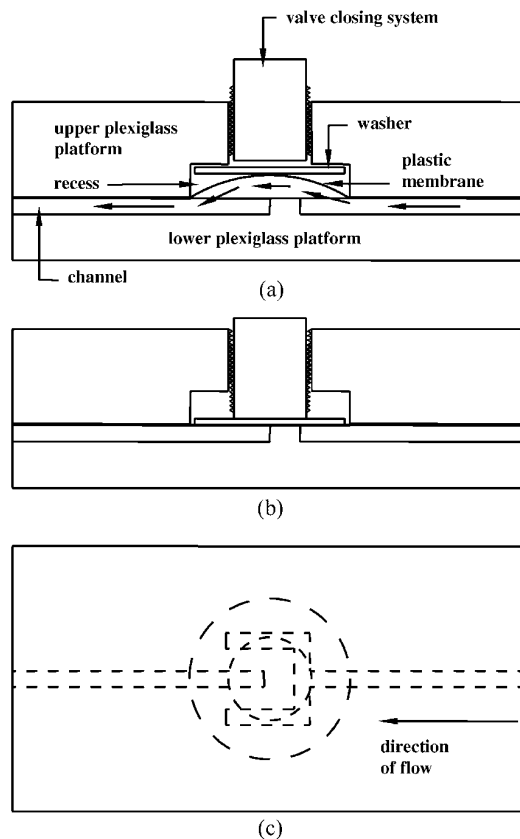 valve closing system
washer
upper plexiglass
platform
plastic
membrane
recess
lower plexiglass platform
channel
(a)
(b)
direction
of flow
(c)